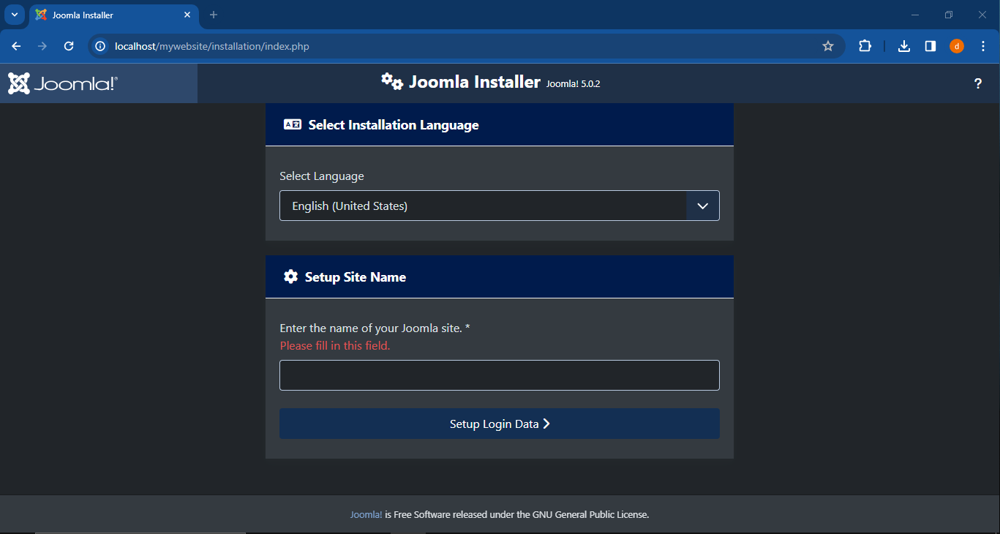 Joomla Installer
localhost/mywebsite/installation/index.php
d
Joomla!®
Joomla Installer Joomla! 5.0.2
?
Select Installation Language
Select Language
English (United States)
Setup Site Name
Enter the name of your Joomla site. *
Please fill in this field.
Setup Login Data
Joomla! is Free Software released under the GNU General Public License.